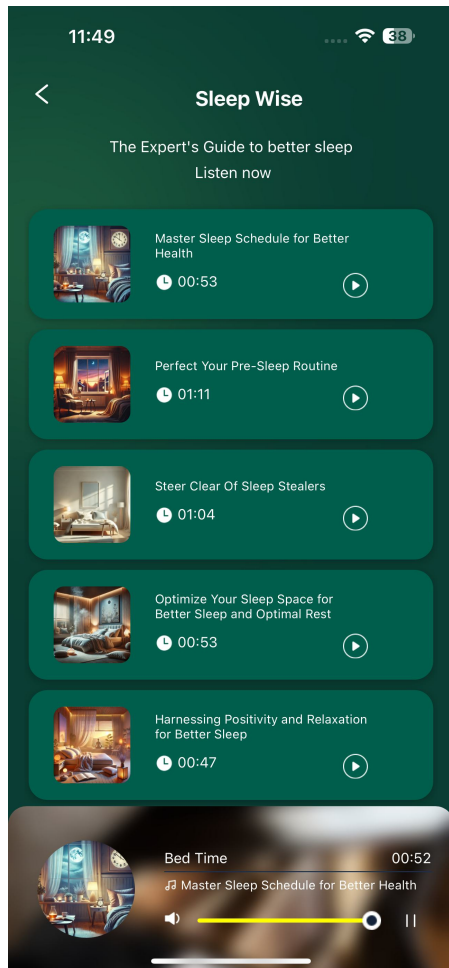 11:49
38
Sleep Wise
The Expert's Guide to better sleep
Listen now
Master Sleep Schedule for Better
Health
00:53
Perfect Your Pre-Sleep Routine
01:11
Steer Clear Of Sleep Stealers
01:04
Optimize Your Sleep Space for
Better Sleep and Optimal Rest
00:53
Harnessing Positivity and Relaxation
for Better Sleep
00:47
Bed Time 00:52
Master Sleep Schedule for Better Health